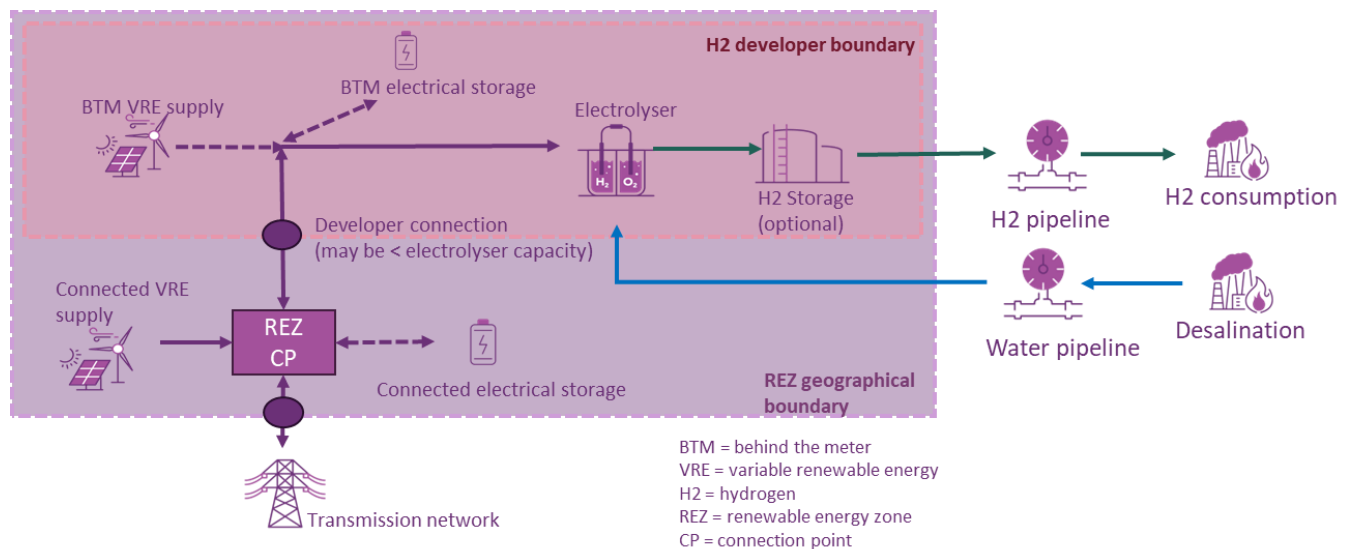 H2 developer boundary
BTM electrical storage
BTM VRE supply
Electrolyser
H₂ O₂
H2 Storage
(optional)
H2 pipeline
H2 consumption
Developer connection
(may be < electrolyser capacity)
Connected VRE
supply
REZ
CP
Connected electrical storage
REZ geographical
boundary
Water pipeline
Desalination
Transmission network
BTM = behind the meter
VRE = variable renewable energy
H2 = hydrogen
REZ = renewable energy zone
CP = connection point